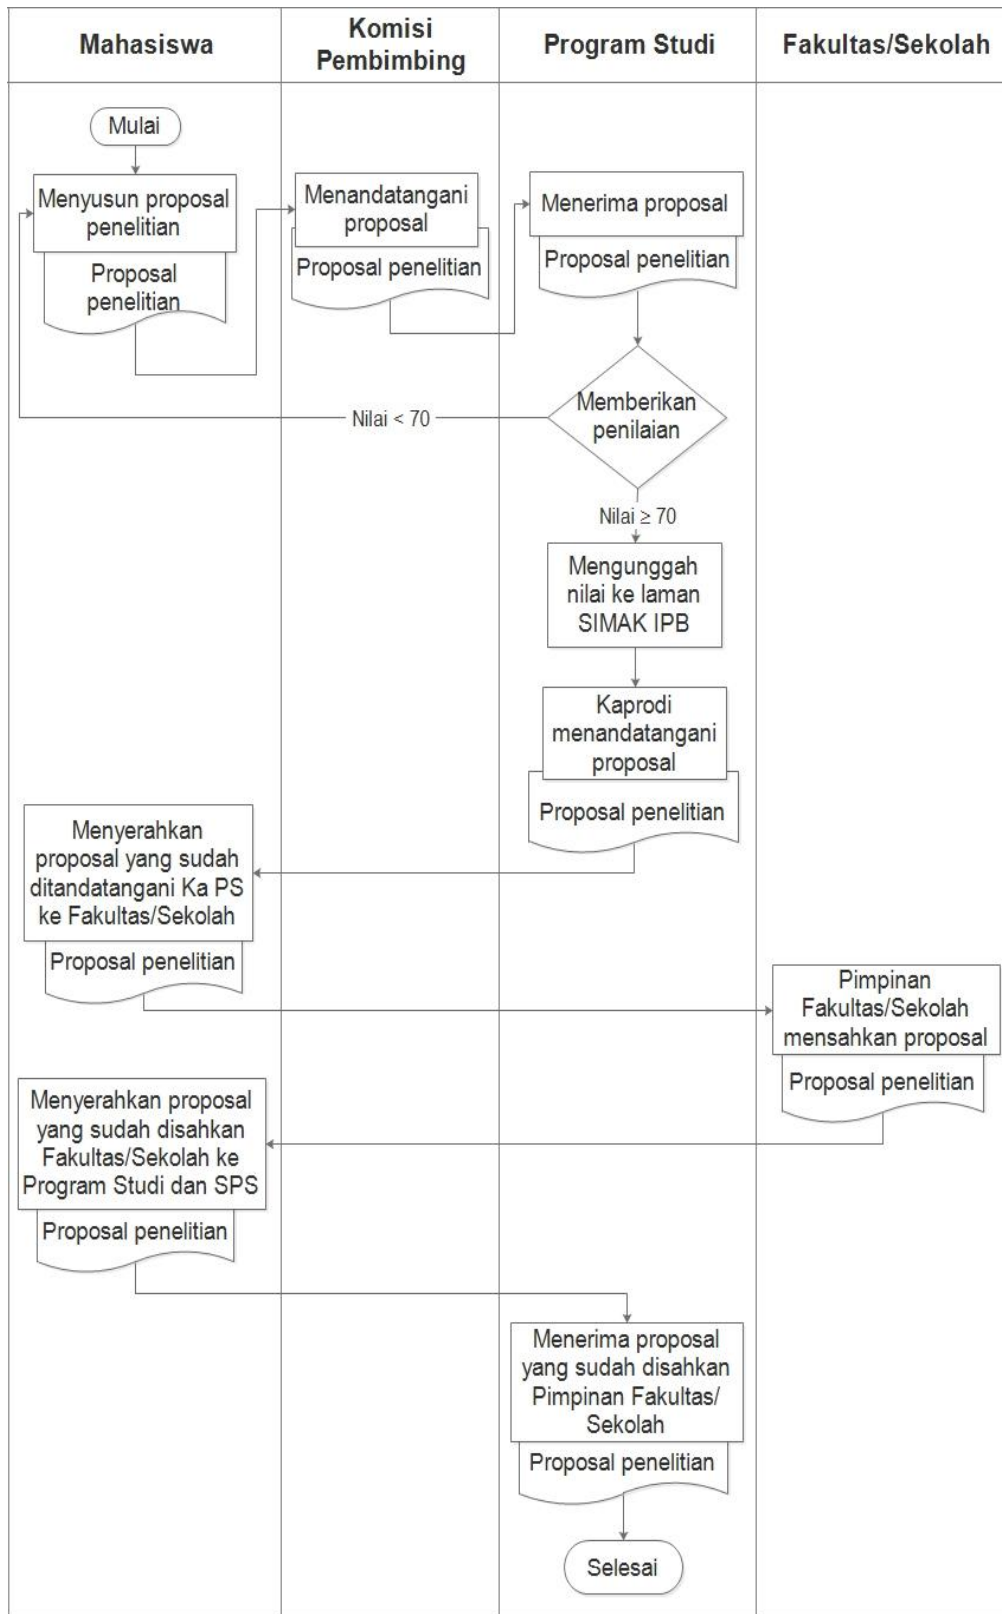 Mahasiswa
Komisi
Pembimbing
Program Studi
Fakultas/Sekolah
Mulai
Menyusun proposal
penelitian
Proposal
penelitian
Menandatangani
proposal
Proposal penelitian
Menerima proposal
Proposal penelitian
Memberikan
penilaian
Nilai < 70
Nilai ≥ 70
Mengunggah
nilai ke laman
SIMAK IPB
Kaprodi
menandatangani
proposal
Proposal penelitian
Menyerahkan
proposal yang sudah
ditandatangani Ka PS
ke Fakultas/Sekolah
Proposal penelitian
Pimpinan
Fakultas/Sekolah
mensahkan proposal
Proposal penelitian
Menyerahkan proposal
yang sudah disahkan
Fakultas/Sekolah ke
Program Studi dan SPS
Proposal penelitian
Menerima proposal
yang sudah disahkan
Pimpinan Fakultas/
Sekolah
Proposal penelitian
Selesai